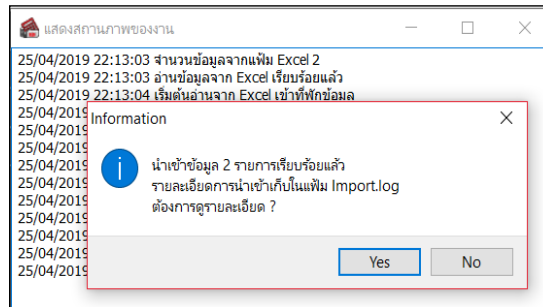 แสดงสถานภาพของงาน
25/04/2019 22:13:03 จำนวนข้อมูลจากแฟ้ม Excel 2
25/04/2019 22:13:03 อ่านข้อมูลจาก Excel เรียบร้อยแล้ว
25/04/2019 22:13:04 เริ่มต้นอ่านจาก Excel เข้าที่พักข้อมูล
25/04/2019
25/04/2019
25/04/2019
25/04/2019
25/04/2019
25/04/2019
25/04/2019
25/04/2019
25/04/2019
25/04/2019
Information
นำเข้าข้อมูล 2 รายการเรียบร้อยแล้ว
รายละเอียดการนำเข้าเก็บในแฟ้ม Import.log
ต้องการดูรายละเอียด ?
Yes No